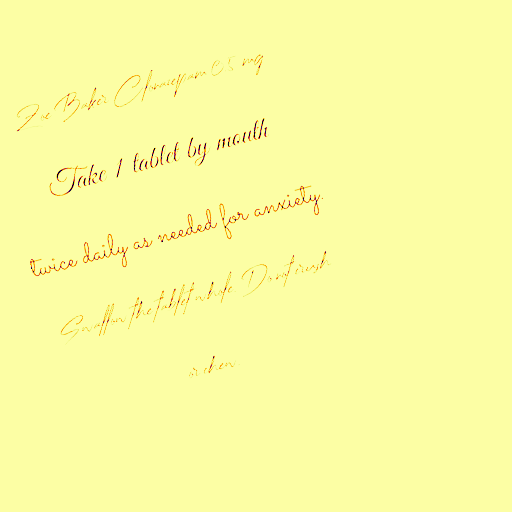 Zoe Baker Clonazepam 0.5 mg
Take 1 tablet by mouth
twice daily as needed for anxiety.
Swallow the tablet whole. Do not crush
or chew